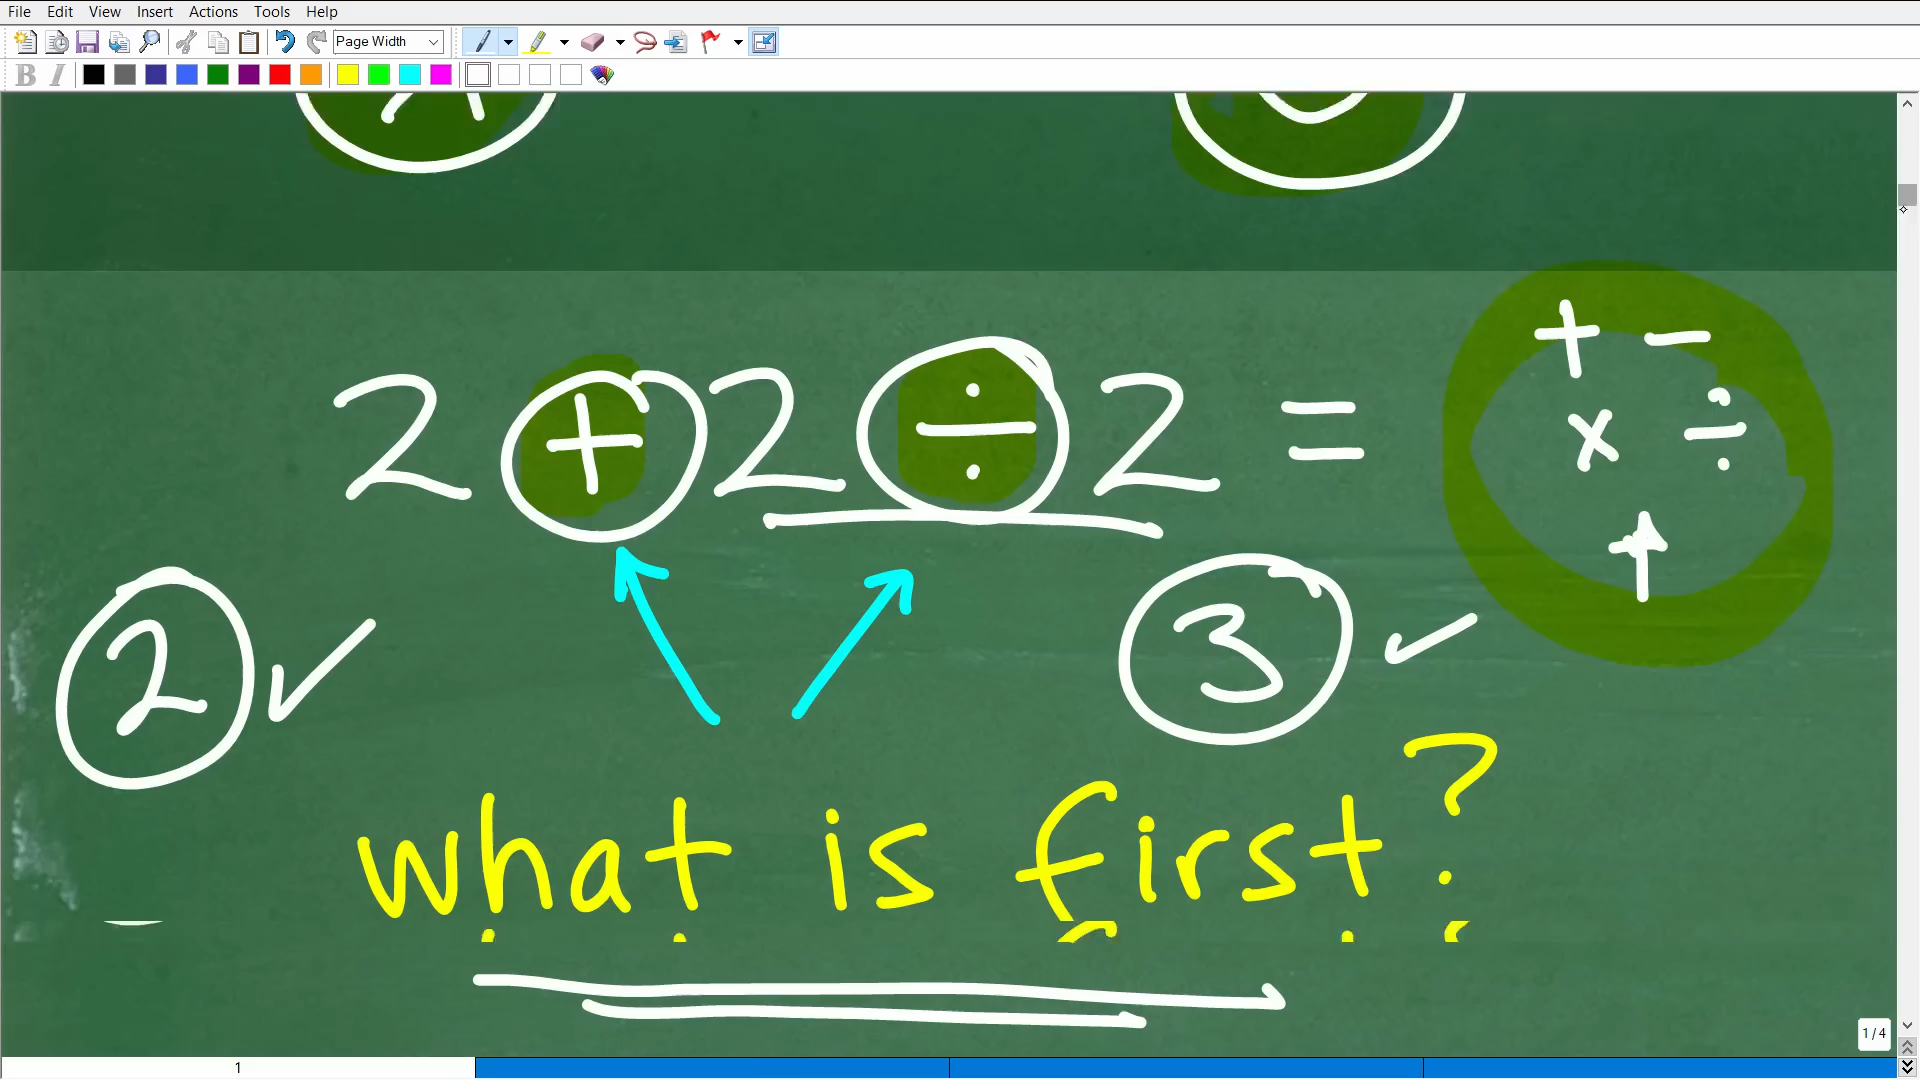 File Edit View Insert Actions Tools Help
Page Width
B I
2 + 2 ÷ 2 =
+ -
× ÷
2 ✓
3 ✓
what is first?
1 / 4
1